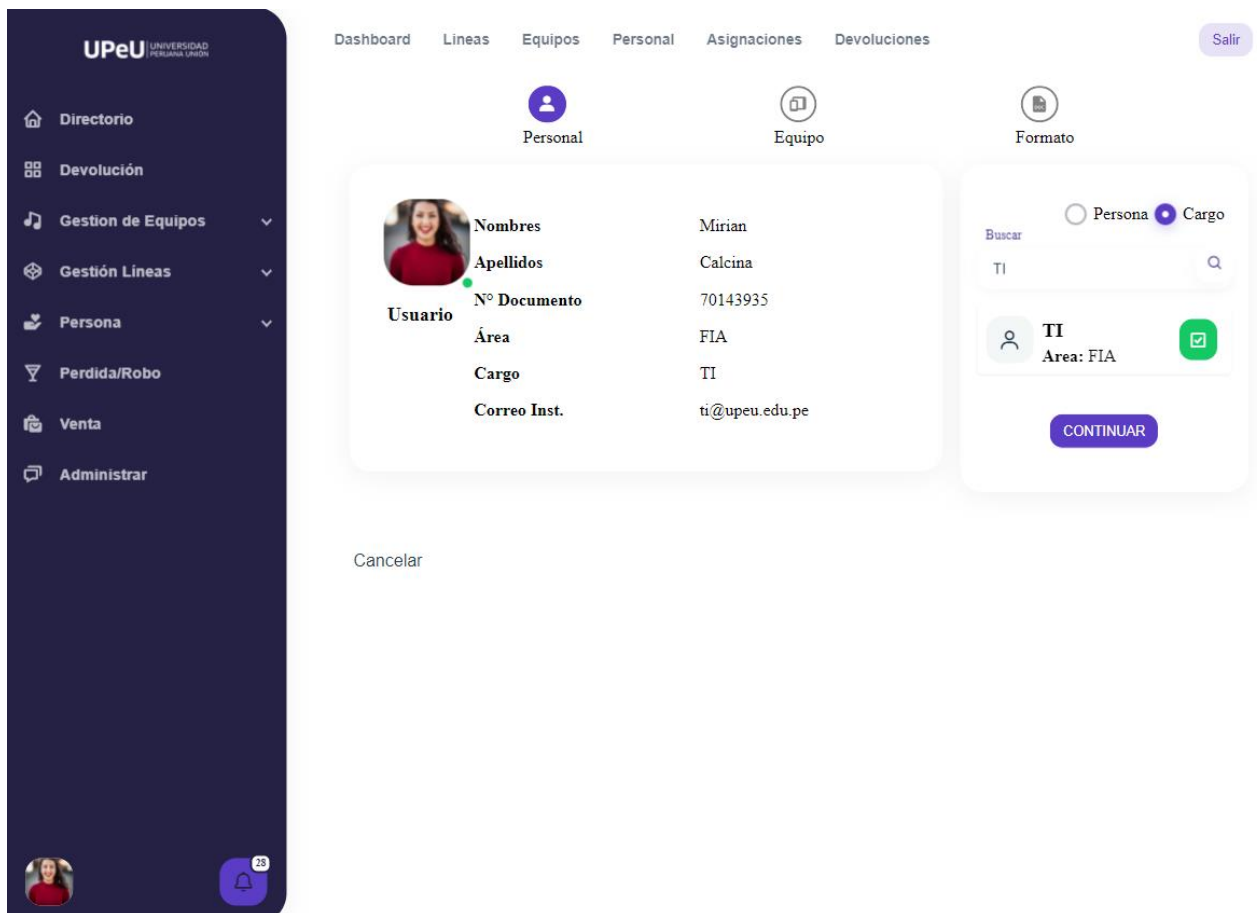 UPeU UNIVERSIDAD PERUANA UNIÓN
Directorio
Devolución
Gestion de Equipos
Gestión Líneas
Persona
Perdida/Robo
Venta
Administrar
28
Dashboard Lineas Equipos Personal Asignaciones Devoluciones Salir
Personal Equipo Formato
Usuario
Nombres Mirian
Apellidos Calcina
N° Documento 70143935
Área FIA
Cargo TI
Correo Inst. ti@upeu.edu.pe
Persona Cargo
Buscar
TI
TI
Area: FIA
CONTINUAR
Cancelar